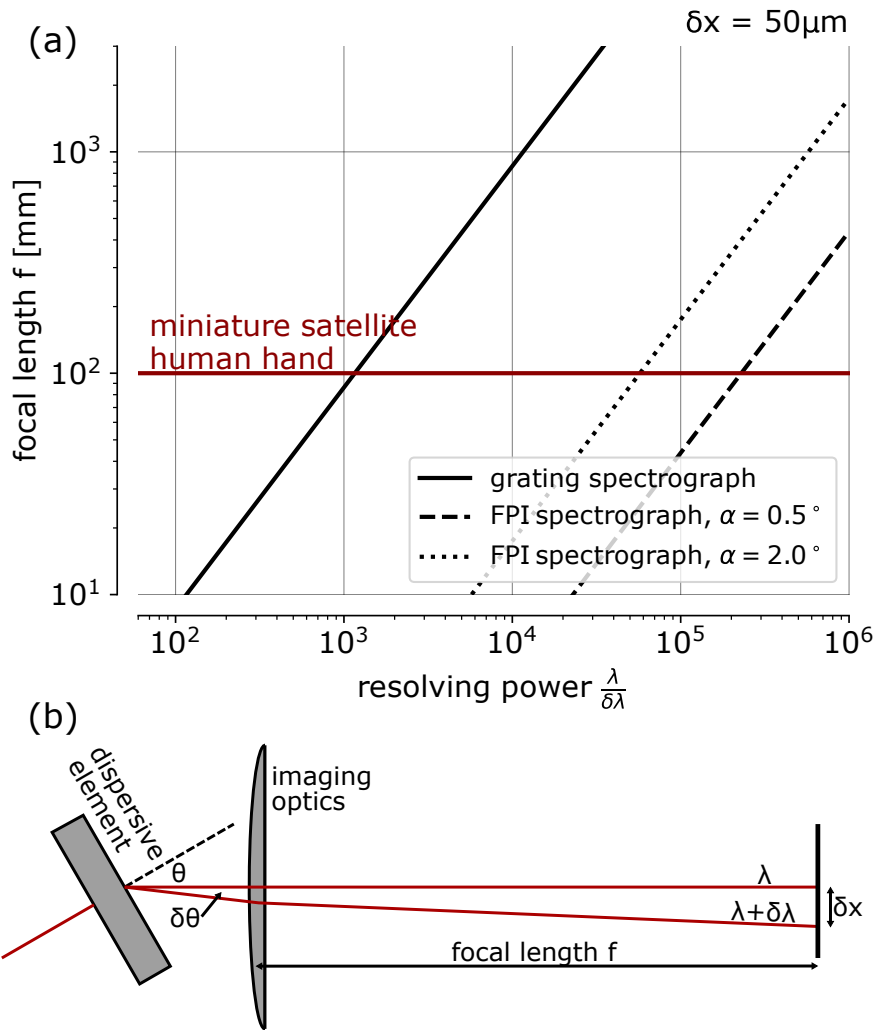 (a)
δx = 50μm
focal length f [mm]
10³
10²
10¹
miniature satellite
human hand
grating spectrograph
FPI spectrograph, α = 0.5°
FPI spectrograph, α = 2.0°
10² 10³ 10⁴ 10⁵ 10⁶
resolving power λ/δλ
(b)
dispersive
element
imaging
optics
θ
δθ
λ
λ+δλ
δx
focal length f